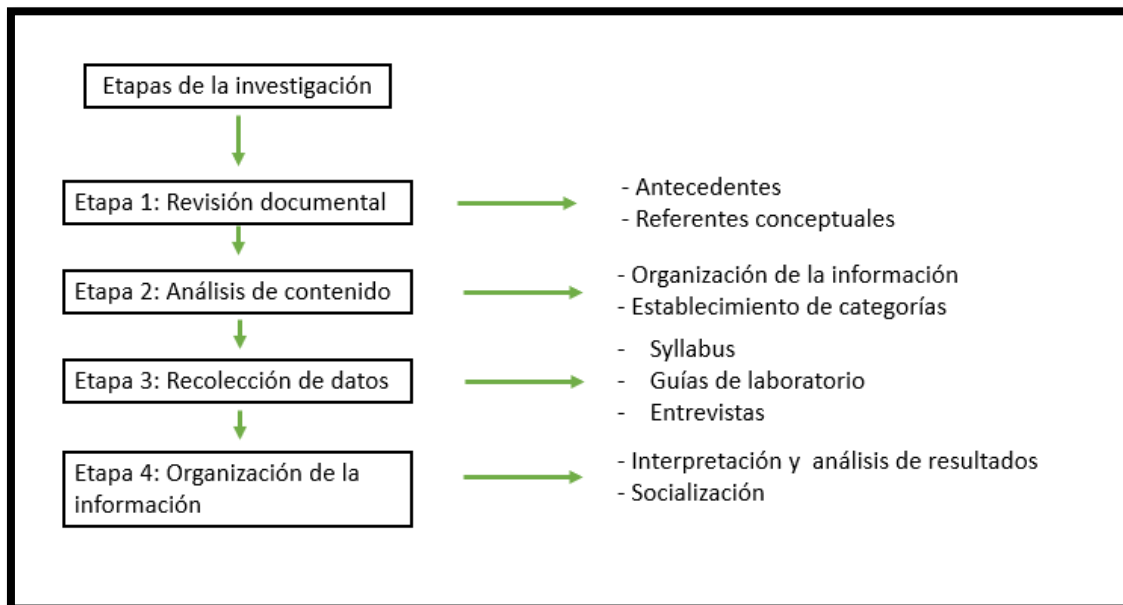 Etapas de la investigación
Etapa 1: Revisión documental
- Antecedentes
- Referentes conceptuales
Etapa 2: Análisis de contenido
- Organización de la información
- Establecimiento de categorías
Etapa 3: Recolección de datos
- Syllabus
- Guías de laboratorio
- Entrevistas
Etapa 4: Organización de la
información
- Interpretación y análisis de resultados
- Socialización